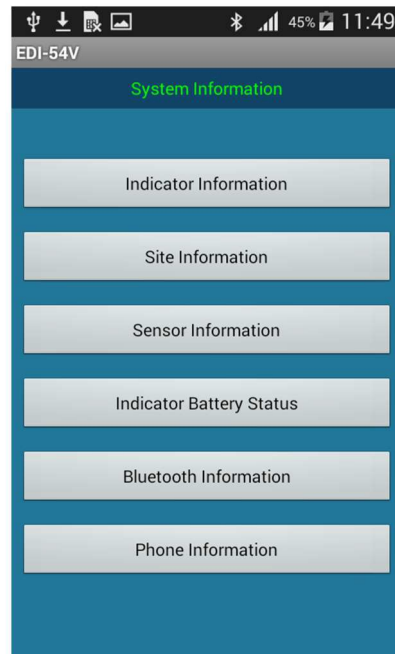 45% 11:49
EDI-54V
System Information
Indicator Information
Site Information
Sensor Information
Indicator Battery Status
Bluetooth Information
Phone Information